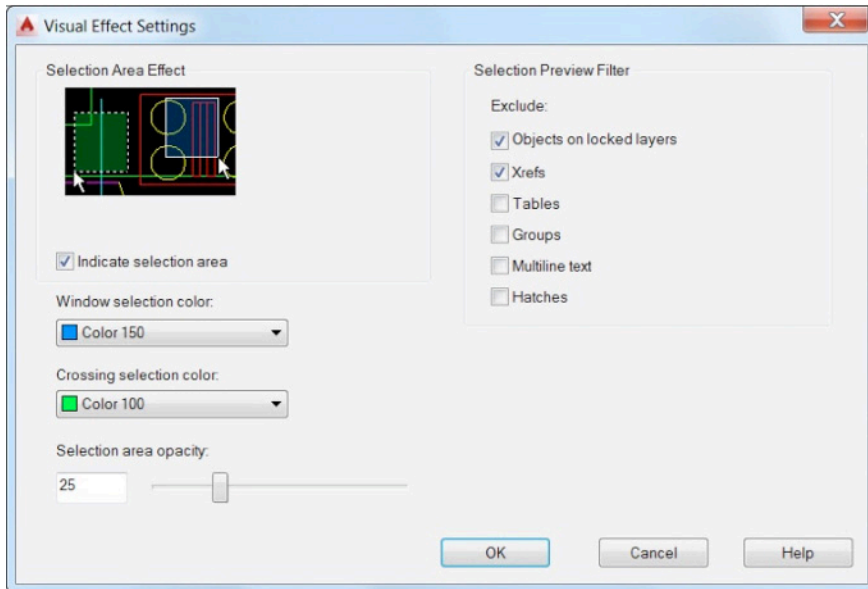 Visual Effect Settings
Selection Area Effect
Indicate selection area
Window selection color:
Color 150
Crossing selection color:
Color 100
Selection area opacity:
25
Selection Preview Filter
Exclude:
Objects on locked layers
Xrefs
Tables
Groups
Multiline text
Hatches
OK
Cancel
Help